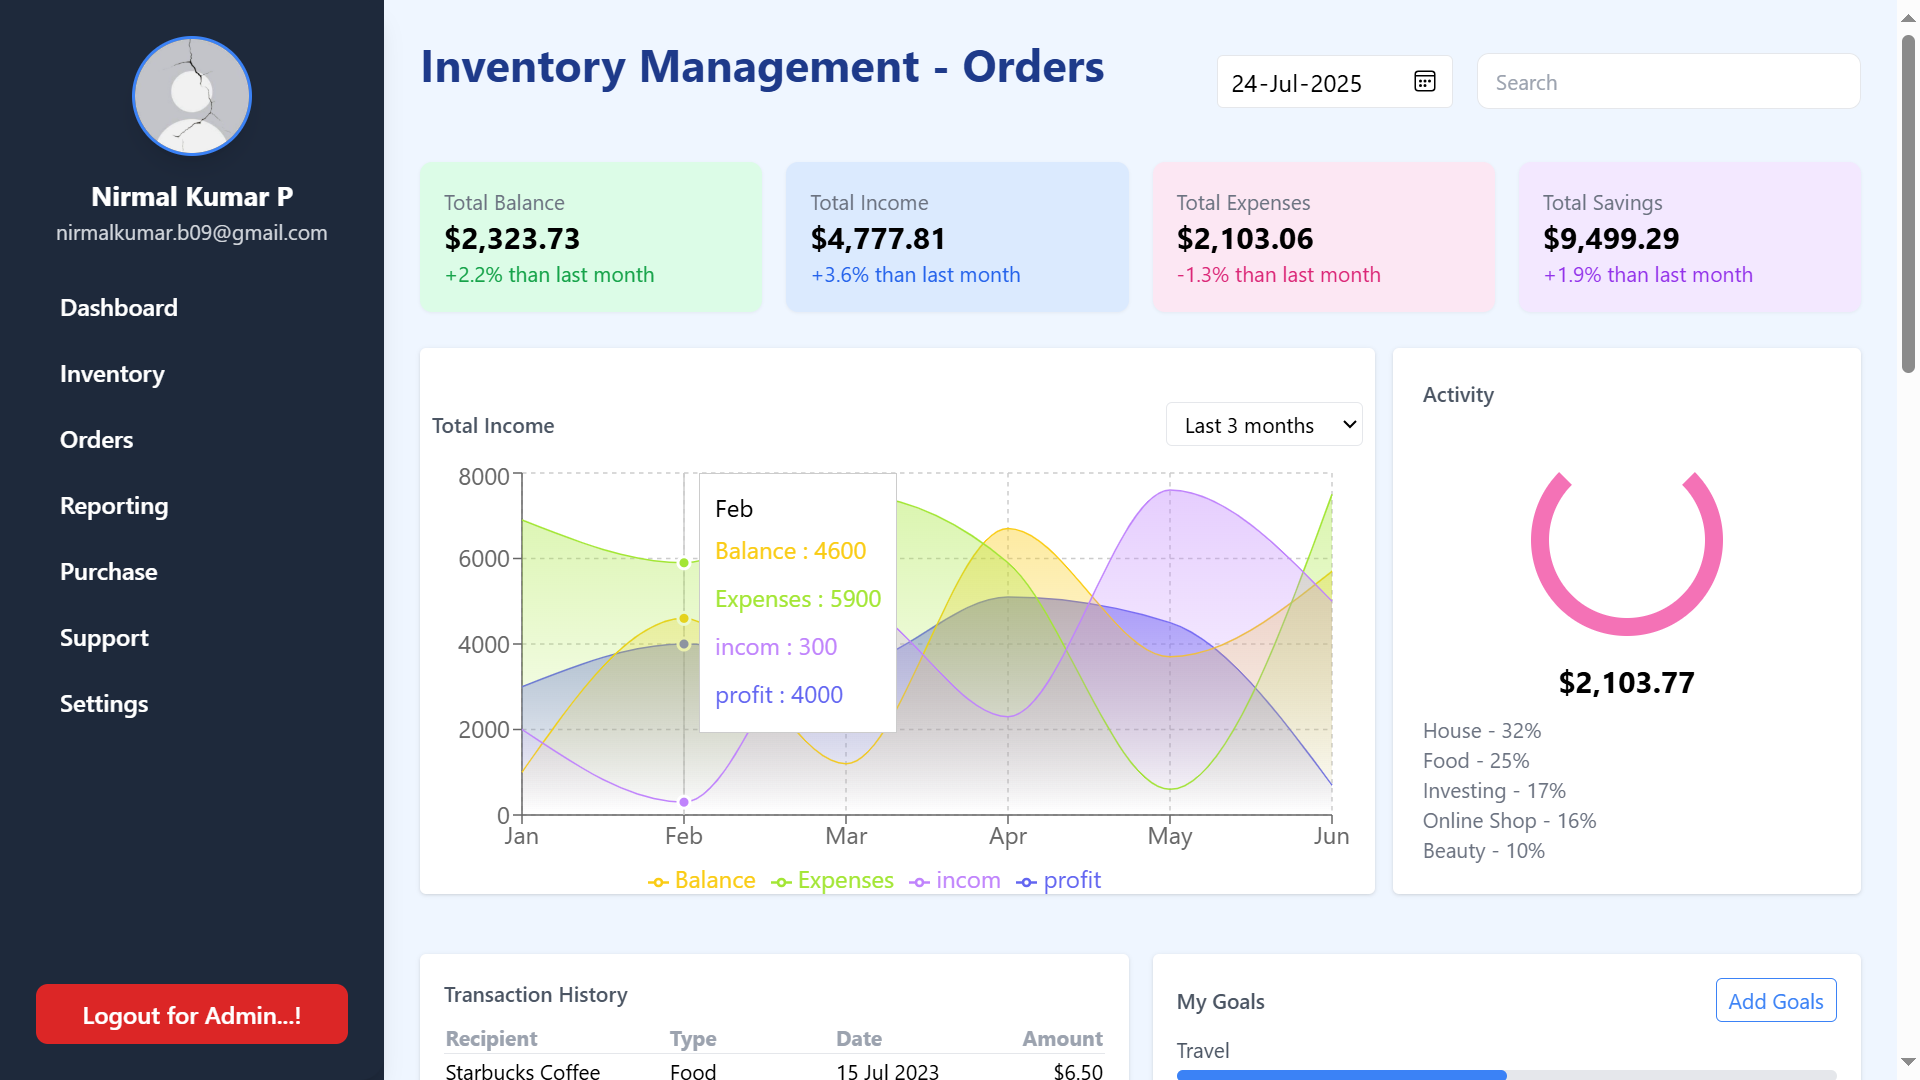 Nirmal Kumar P
nirmalkumar.b09@gmail.com
Dashboard
Inventory
Orders
Reporting
Purchase
Support
Settings
Logout for Admin...!
Inventory Management - Orders
24-Jul-2025
Search
Total Balance
$2,323.73
+2.2% than last month
Total Income
$4,777.81
+3.6% than last month
Total Expenses
$2,103.06
-1.3% than last month
Total Savings
$9,499.29
+1.9% than last month
Total Income
Last 3 months
8000
6000
4000
2000
0
Feb
Balance : 4600
Expenses : 5900
incom : 300
profit : 4000
Jan Feb Mar Apr May Jun
Balance Expenses incom profit
Activity
$2,103.77
House - 32%
Food - 25%
Investing - 17%
Online Shop - 16%
Beauty - 10%
Transaction History
Recipient Type Date Amount
Starbucks Coffee Food 15 Jul 2023 $6.50
My Goals
Add Goals
Travel